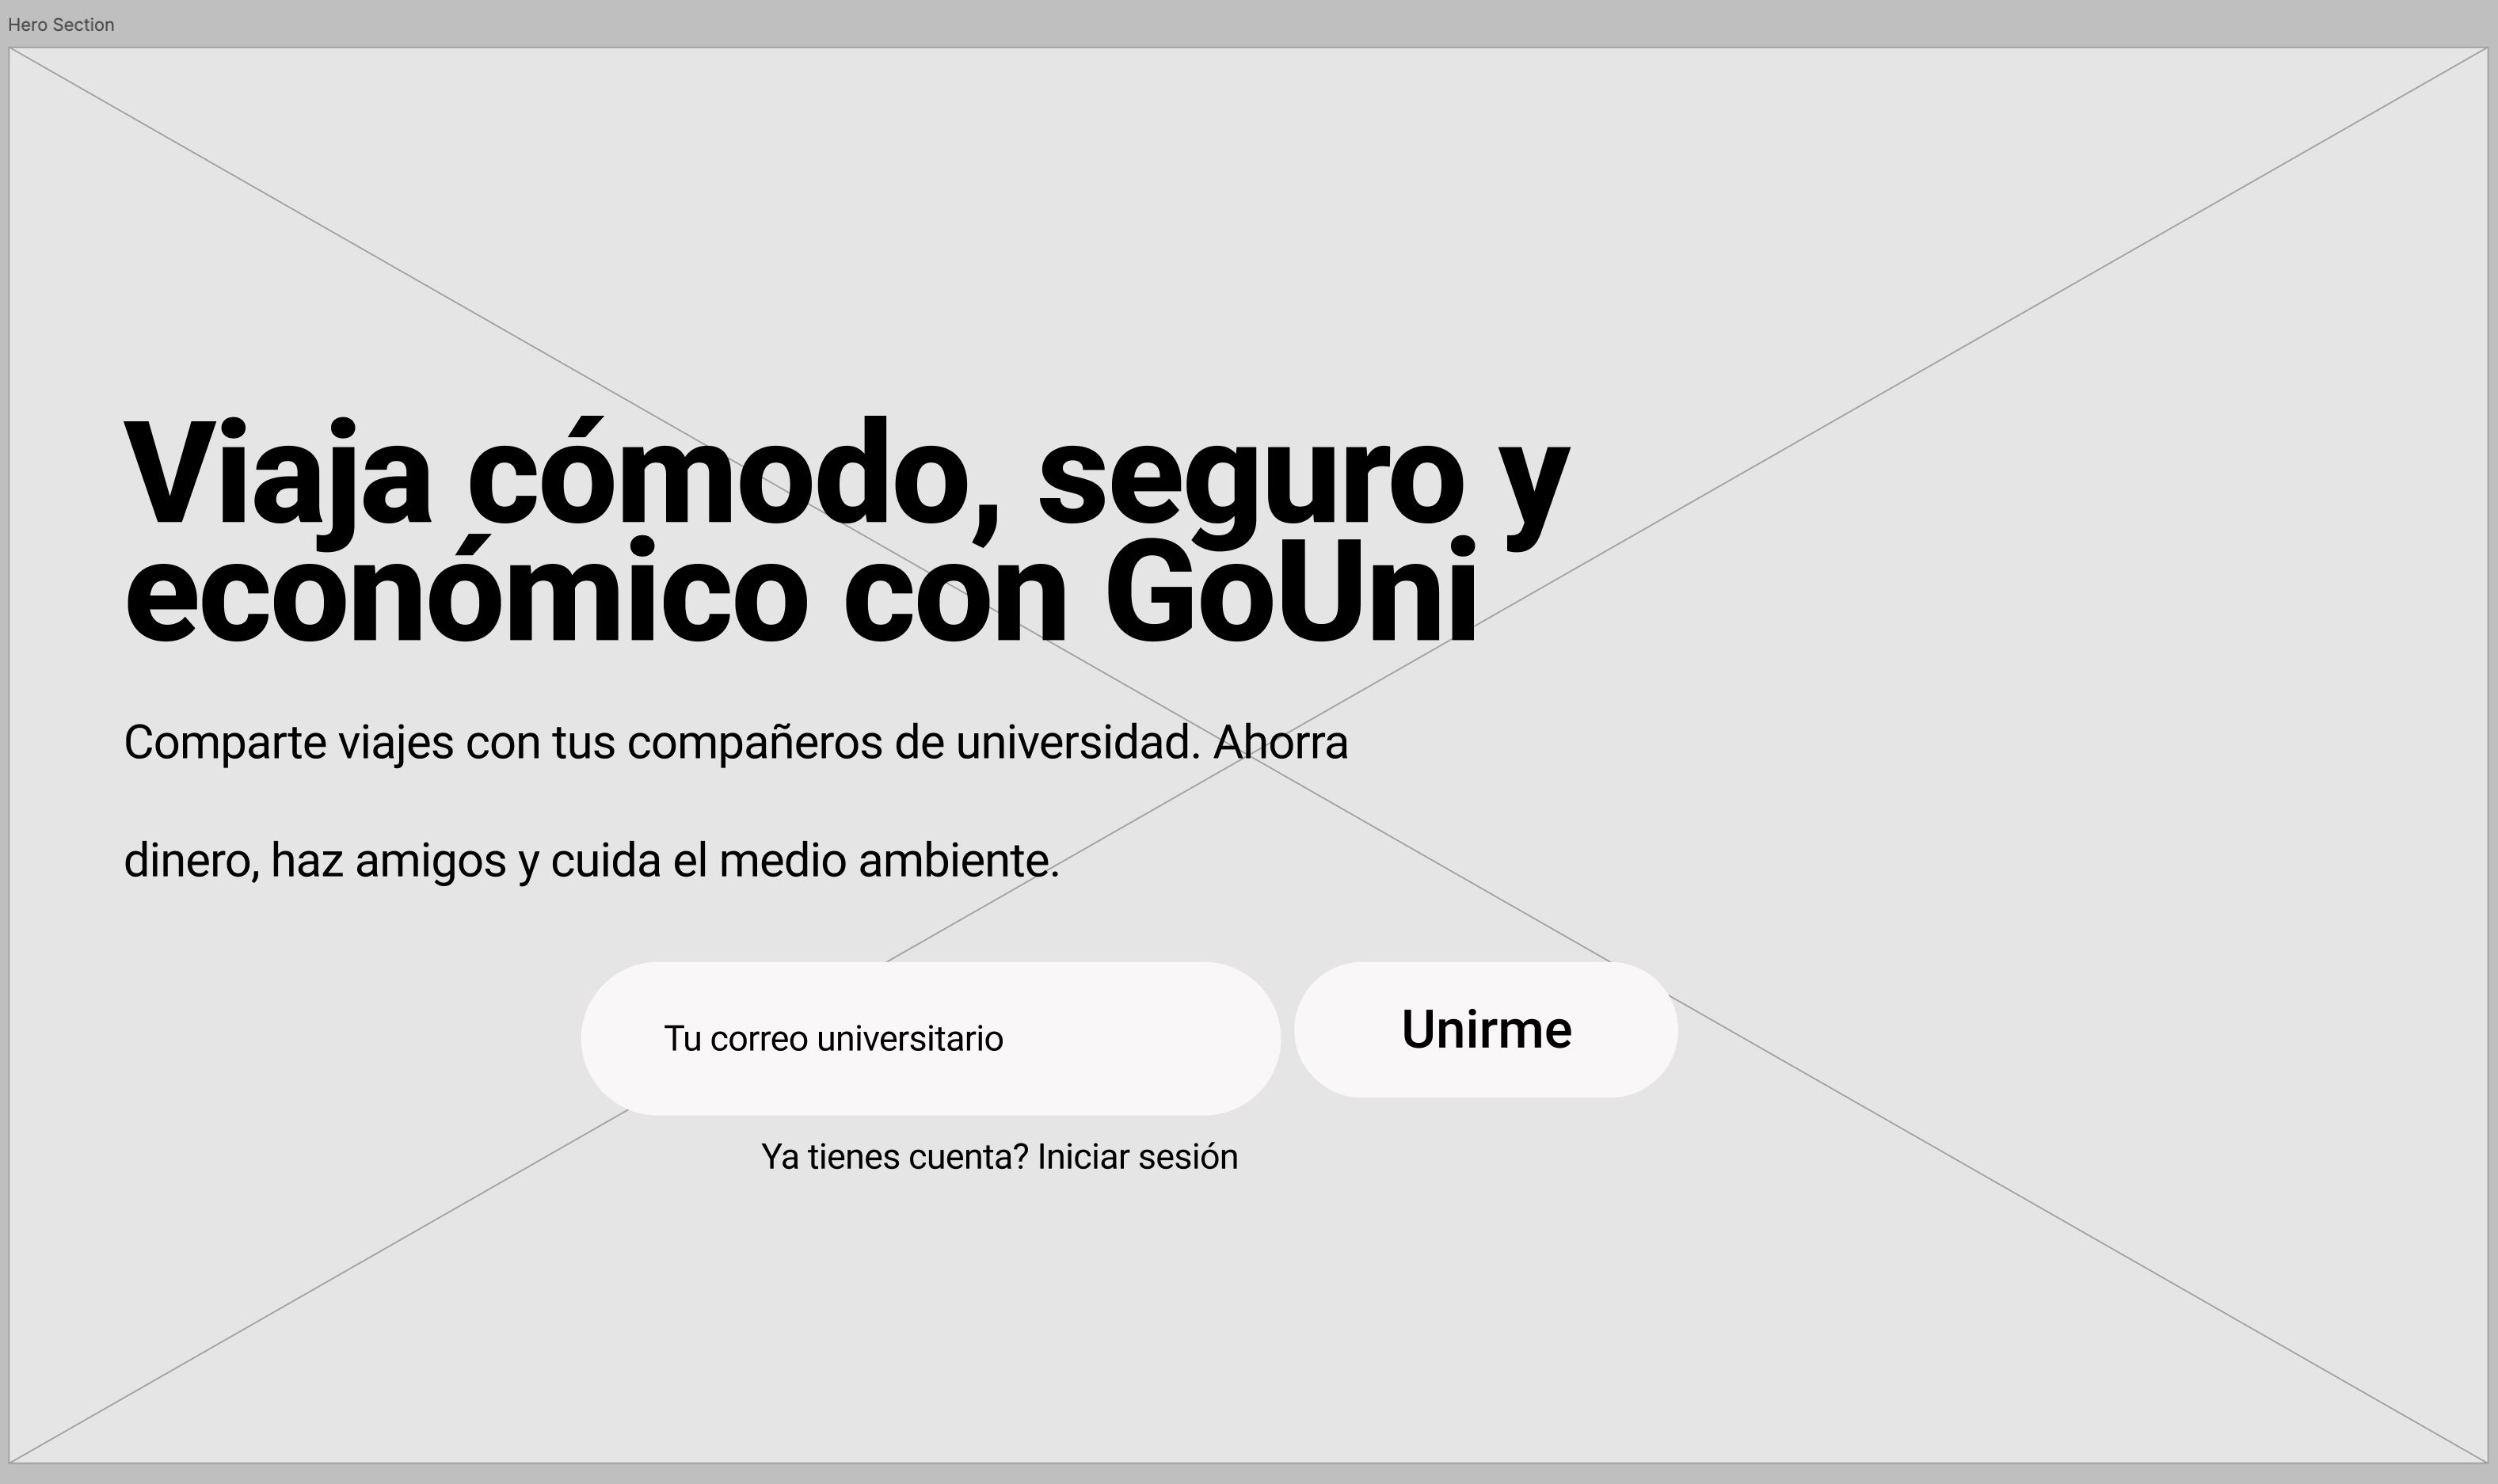 Hero Section
Viaja cómodo, seguro y
económico con GoUni
Comparte viajes con tus compañeros de universidad. Ahorra
dinero, haz amigos y cuida el medio ambiente.
Tu correo universitario
Unirme
Ya tienes cuenta? Iniciar sesión